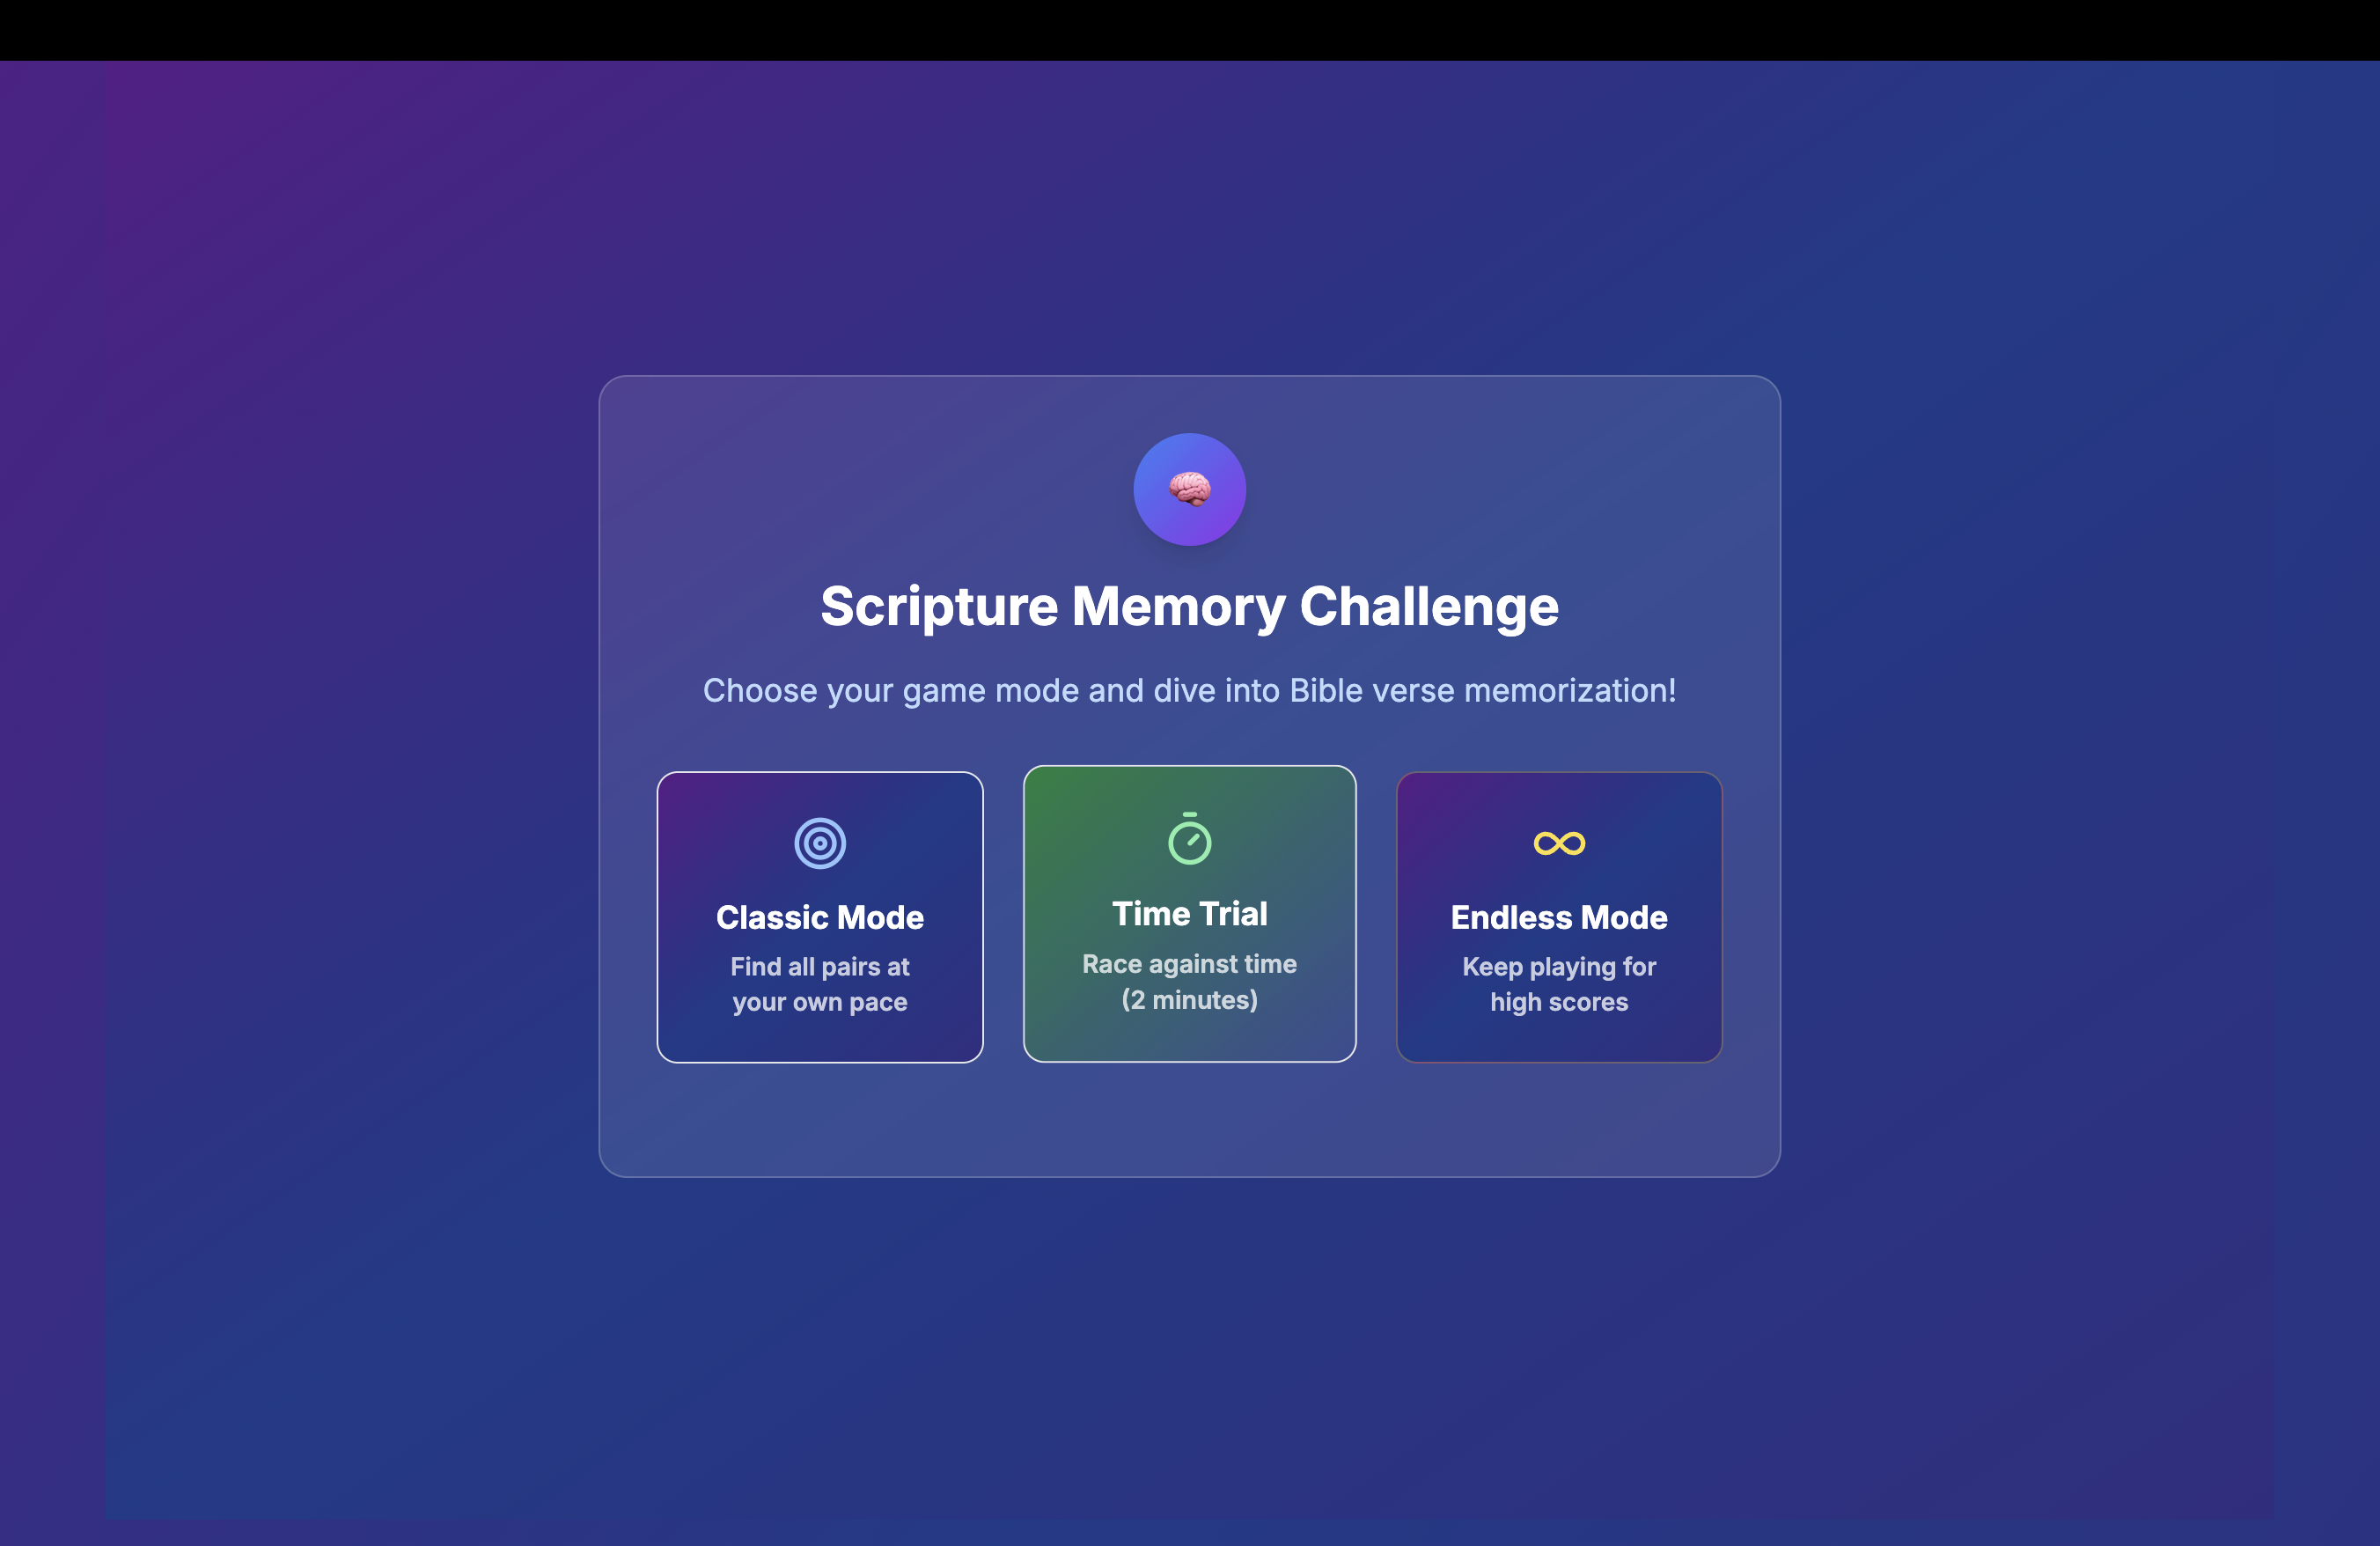 Scripture Memory Challenge
Choose your game mode and dive into Bible verse memorization!
Classic Mode
Find all pairs at
your own pace
Time Trial
Race against time
(2 minutes)
Endless Mode
Keep playing for
high scores